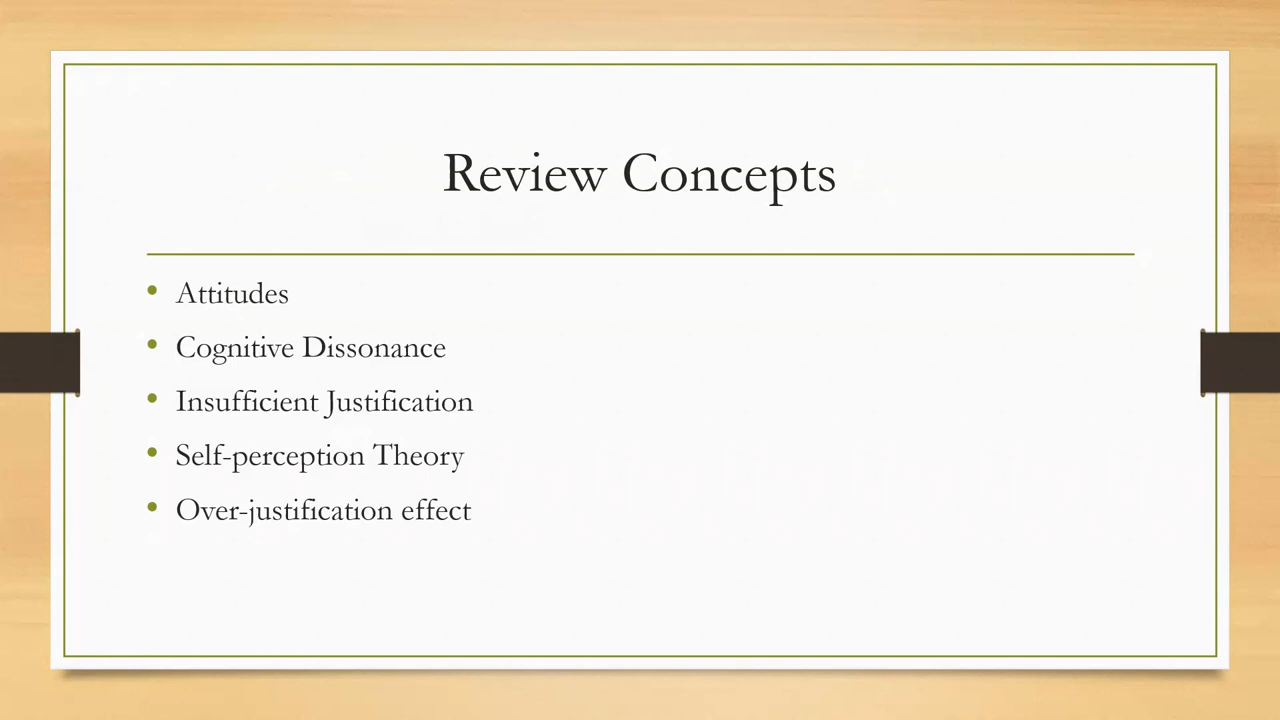 Review Concepts
• Attitudes
• Cognitive Dissonance
• Insufficient Justification
• Self-perception Theory
• Over-justification effect